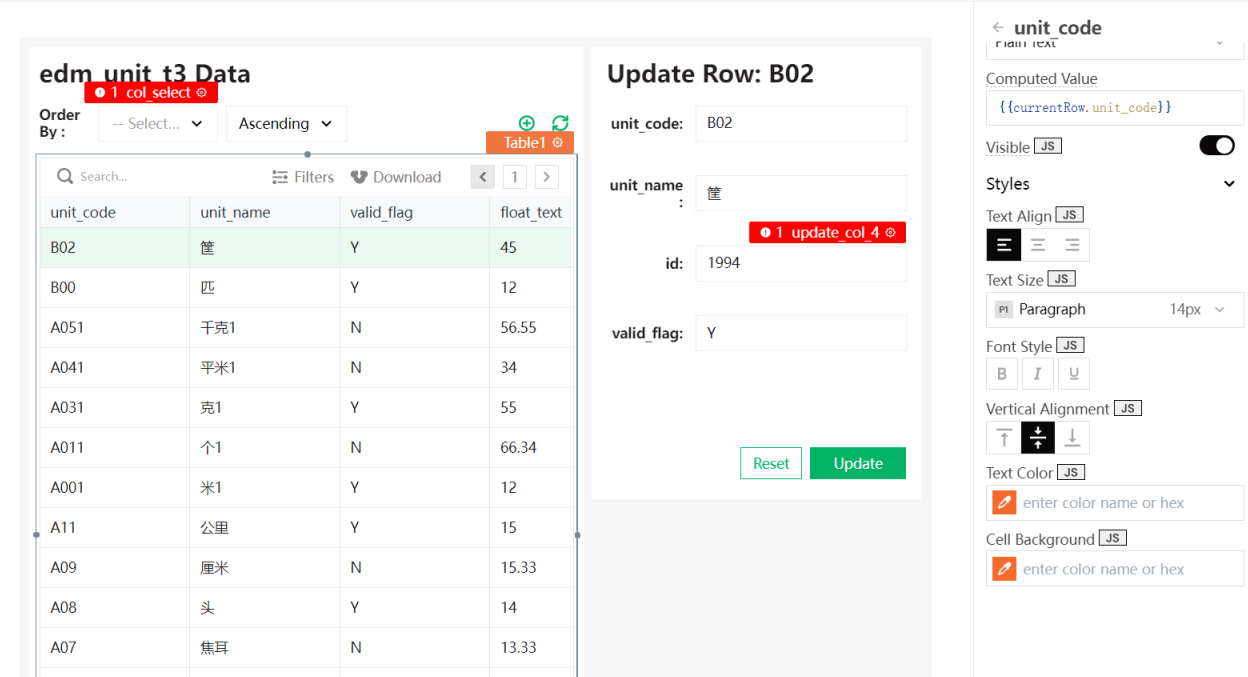 edm_unit_t3 Data
1 col_select
Order By :
-- Select...
Ascending
Table1
Search...
Filters
Download
1
unit_code unit_name valid_flag float_text
B02 筐 Y 45
B00 匹 Y 12
A051 千克1 N 56.55
A041 平米1 N 34
A031 克1 Y 55
A011 个1 N 66.34
A001 米1 Y 12
A11 公里 Y 15
A09 厘米 N 15.33
A08 头 Y 14
A07 焦耳 N 13.33
Update Row: B02
unit_code: B02
unit_name : 筐
1 update_col_4
id: 1994
valid_flag: Y
Reset Update
unit_code
Plain Text
Computed Value
{{currentRow.unit_code}}
Visible JS
Styles
Text Align JS
Text Size JS
P1 Paragraph 14px
Font Style JS
B I U
Vertical Alignment JS
Text Color JS
enter color name or hex
Cell Background JS
enter color name or hex